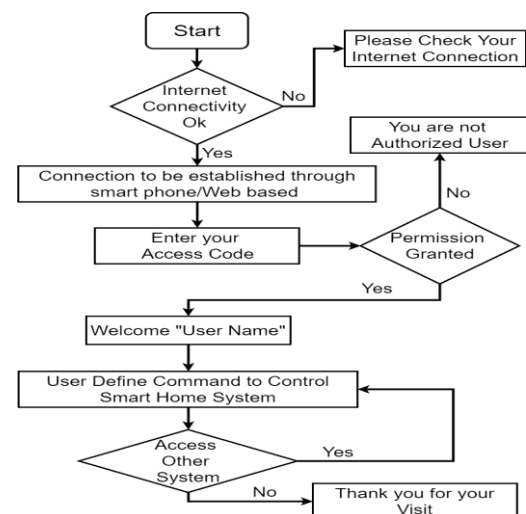 Start
Please Check Your
Internet Connection
Internet
Connectivity
Ok
No
Yes
You are not
Authorized User
Connection to be established through
smart phone/Web based
No
Enter your
Access Code
Permission
Granted
Yes
Welcome "User Name"
User Define Command to Control
Smart Home System
Access
Other
System
Yes
No
Thank you for your
Visit